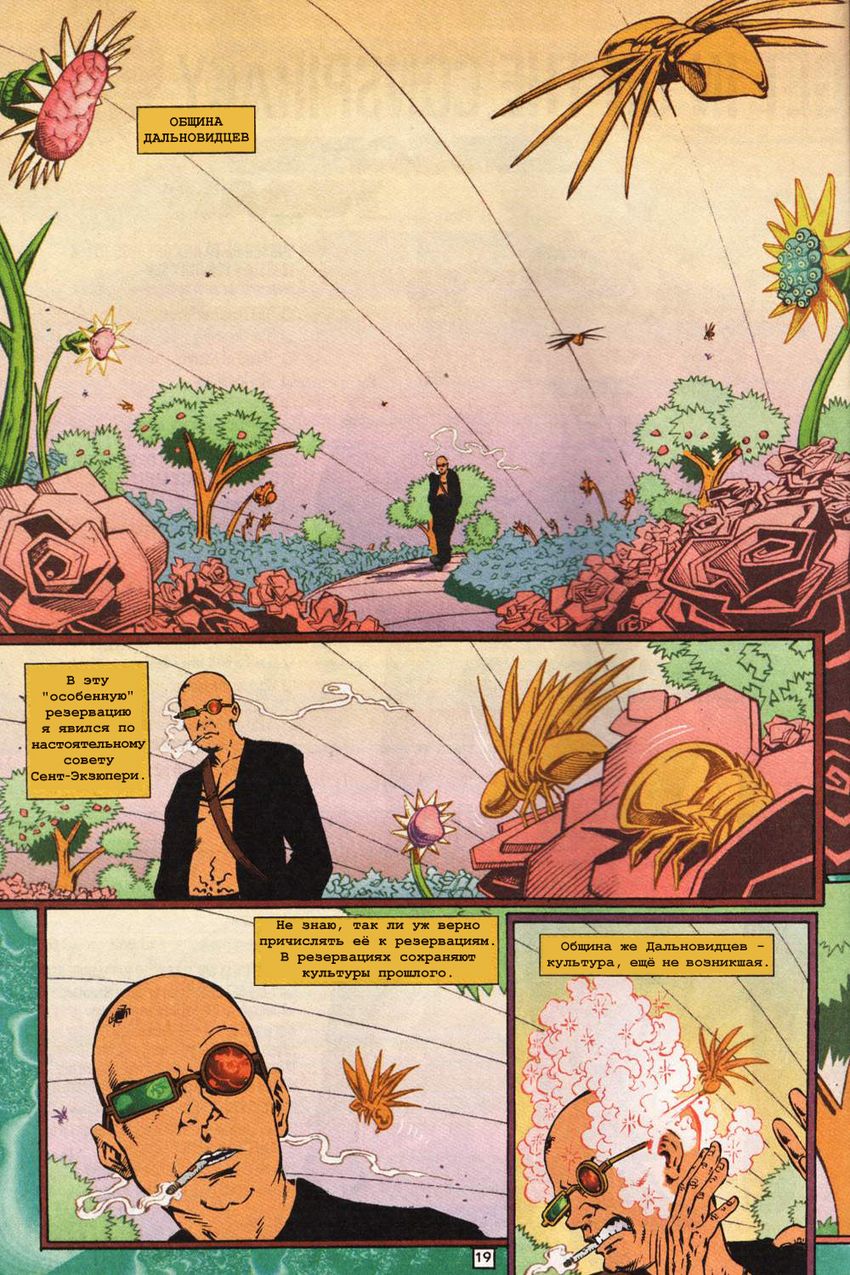 ОБЩИНА
ДАЛЬНОВИДЦЕВ
В эту
"особенную"
резервацию
я явился по
настоятельному
совету
Сент-Экзюпери.
Не знаю, так ли уж верно
причислять её к резервациям.
В резервациях сохраняют
культуры прошлого.
Община же Дальновидцев -
культура, ещё не возникшая.
19